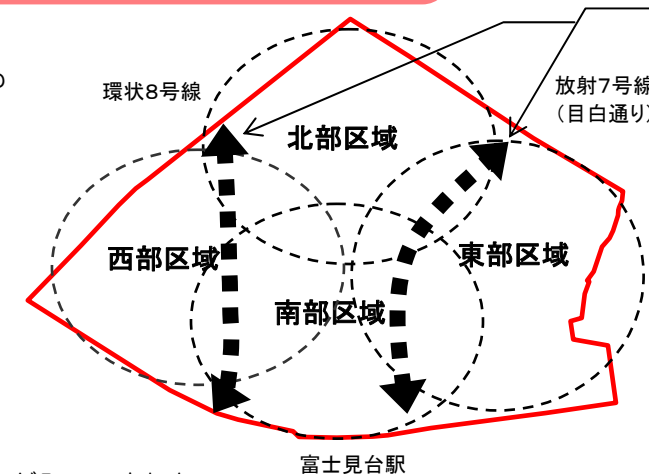 の
環状8号線
放射7号線
(目白通り)
北部区域
西部区域
東部区域
南部区域
富士見台駅